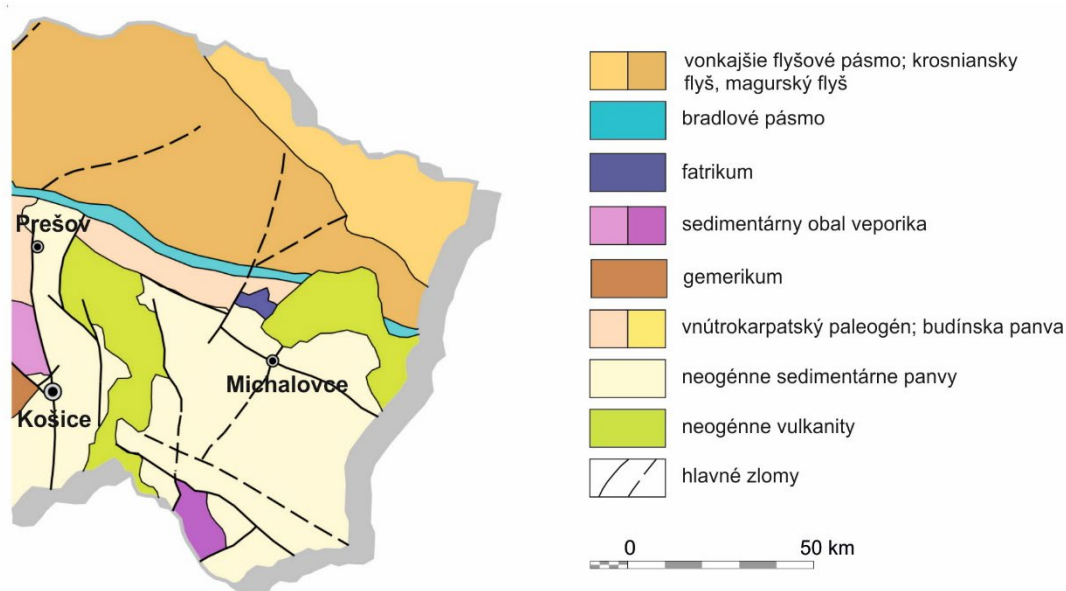 Prešov
Košice
Michalovce
vonkajšie flyšové pásmo; krosniansky
flyš, magurský flyš
bradlové pásmo
fatrikum
sedimentárny obal veporika
gemerikum
vnútrokarpatský paleogén; budínska panva
neogénne sedimentárne panvy
neogénne vulkanity
hlavné zlomy
0 50 km